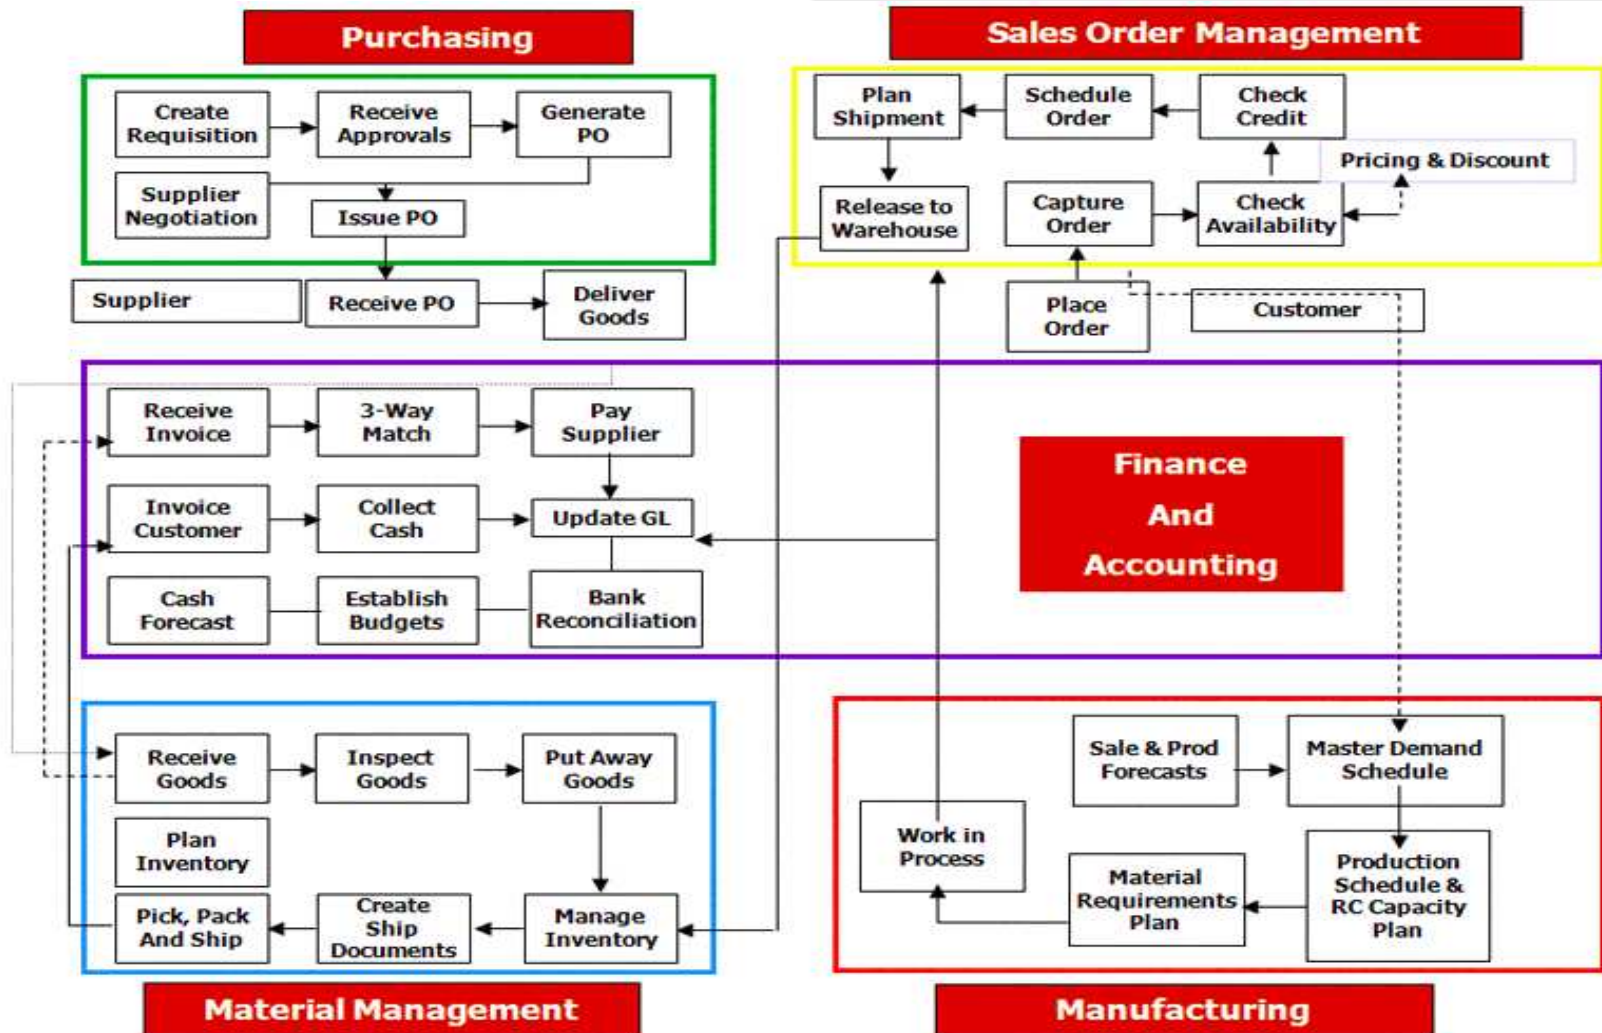 Purchasing
Sales Order Management
Create
Requisition
Receive
Approvals
Generate
PO
Supplier
Negotiation
Issue PO
Plan
Shipment
Schedule
Order
Check
Credit
Pricing & Discount
Release to
Warehouse
Capture
Order
Check
Availability
Supplier
Receive PO
Deliver
Goods
Place
Order
Customer
Receive
Invoice
3-Way
Match
Pay
Supplier
Invoice
Customer
Collect
Cash
Update GL
Cash
Forecast
Establish
Budgets
Bank
Reconciliation
Finance
And
Accounting
Receive
Goods
Inspect
Goods
Put Away
Goods
Plan
Inventory
Pick, Pack
And Ship
Create
Ship
Documents
Manage
Inventory
Sale & Prod
Forecasts
Master Demand
Schedule
Work in
Process
Material
Requirements
Plan
Production
Schedule &
RC Capacity
Plan
Material Management
Manufacturing